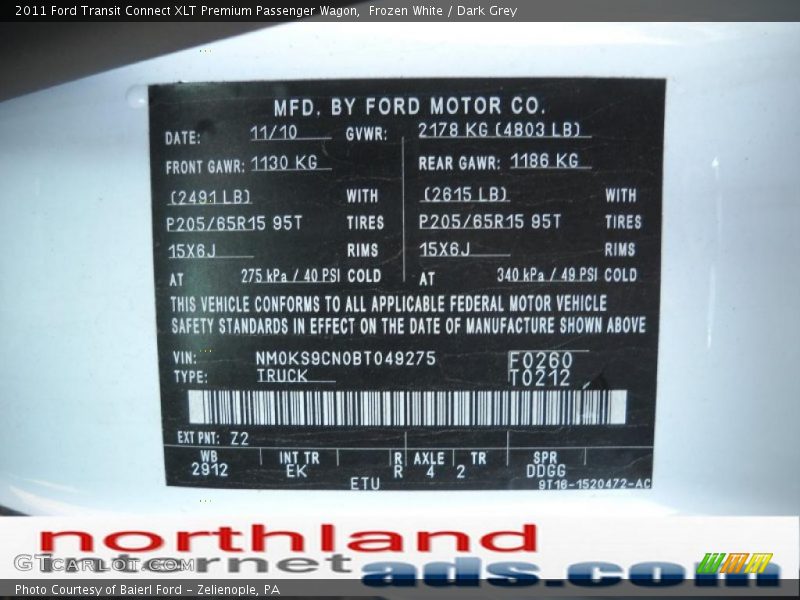 2011 Ford Transit Connect XLT Premium Passenger Wagon,  Frozen White / Dark Grey
MFD. BY FORD MOTOR CO.
DATE: 11/10 GVWR: 2178 KG (4803 LB)
FRONT GAWR: 1130 KG REAR GAWR: 1186 KG
(2491 LB) WITH (2615 LB) WITH
P205/65R15 95T TIRES P205/65R15 95T TIRES
15X6J RIMS 15X6J RIMS
AT 275 kPa / 40 PSI COLD AT 340 kPa / 49 PSI COLD
THIS VEHICLE CONFORMS TO ALL APPLICABLE FEDERAL MOTOR VEHICLE
SAFETY STANDARDS IN EFFECT ON THE DATE OF MANUFACTURE SHOWN ABOVE
VIN: NM0KS9CN0BT049275 F0260
TYPE: TRUCK T0212
EXT PNT: Z2
WB INT TR R AXLE TR SPR
2912 EK R 4 2 DDGG
ETU 9T16-1520472-AC
northland
internet
ads.com
GTCARLOT.COM
Photo Courtesy of Baierl Ford - Zelienople, PA